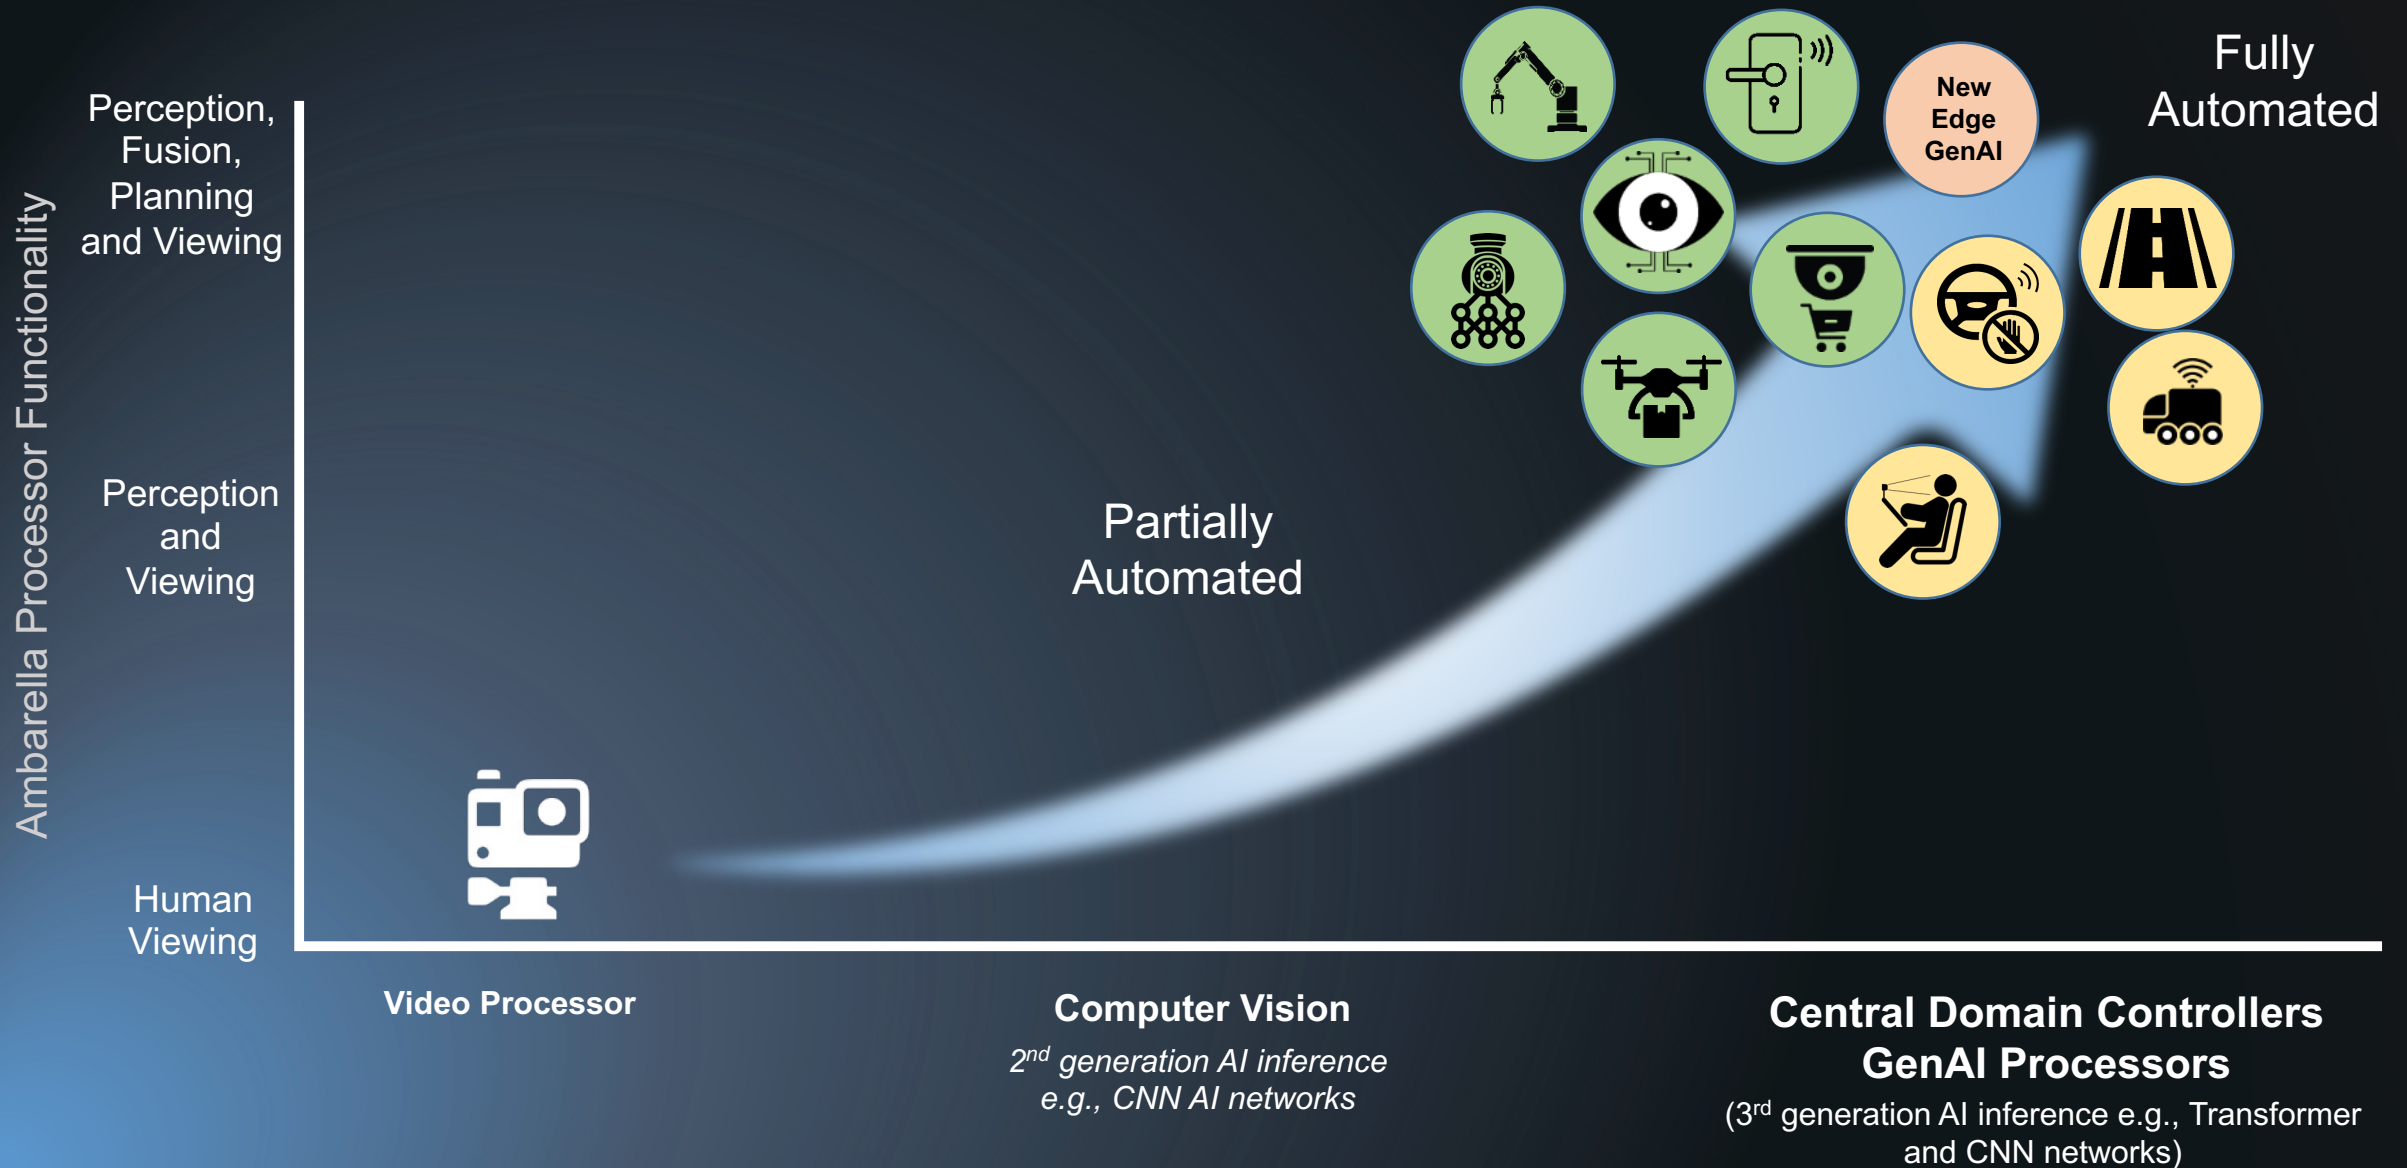 Ambarella Processor Functionality
Perception,
Fusion,
Planning
and Viewing
Perception
and
Viewing
Human
Viewing
Partially
Automated
New
Edge
GenAI
Fully
Automated
Video Processor
Computer Vision
2nd generation AI inference
e.g., CNN AI networks
Central Domain Controllers
GenAI Processors
(3rd generation AI inference e.g., Transformer
and CNN networks)